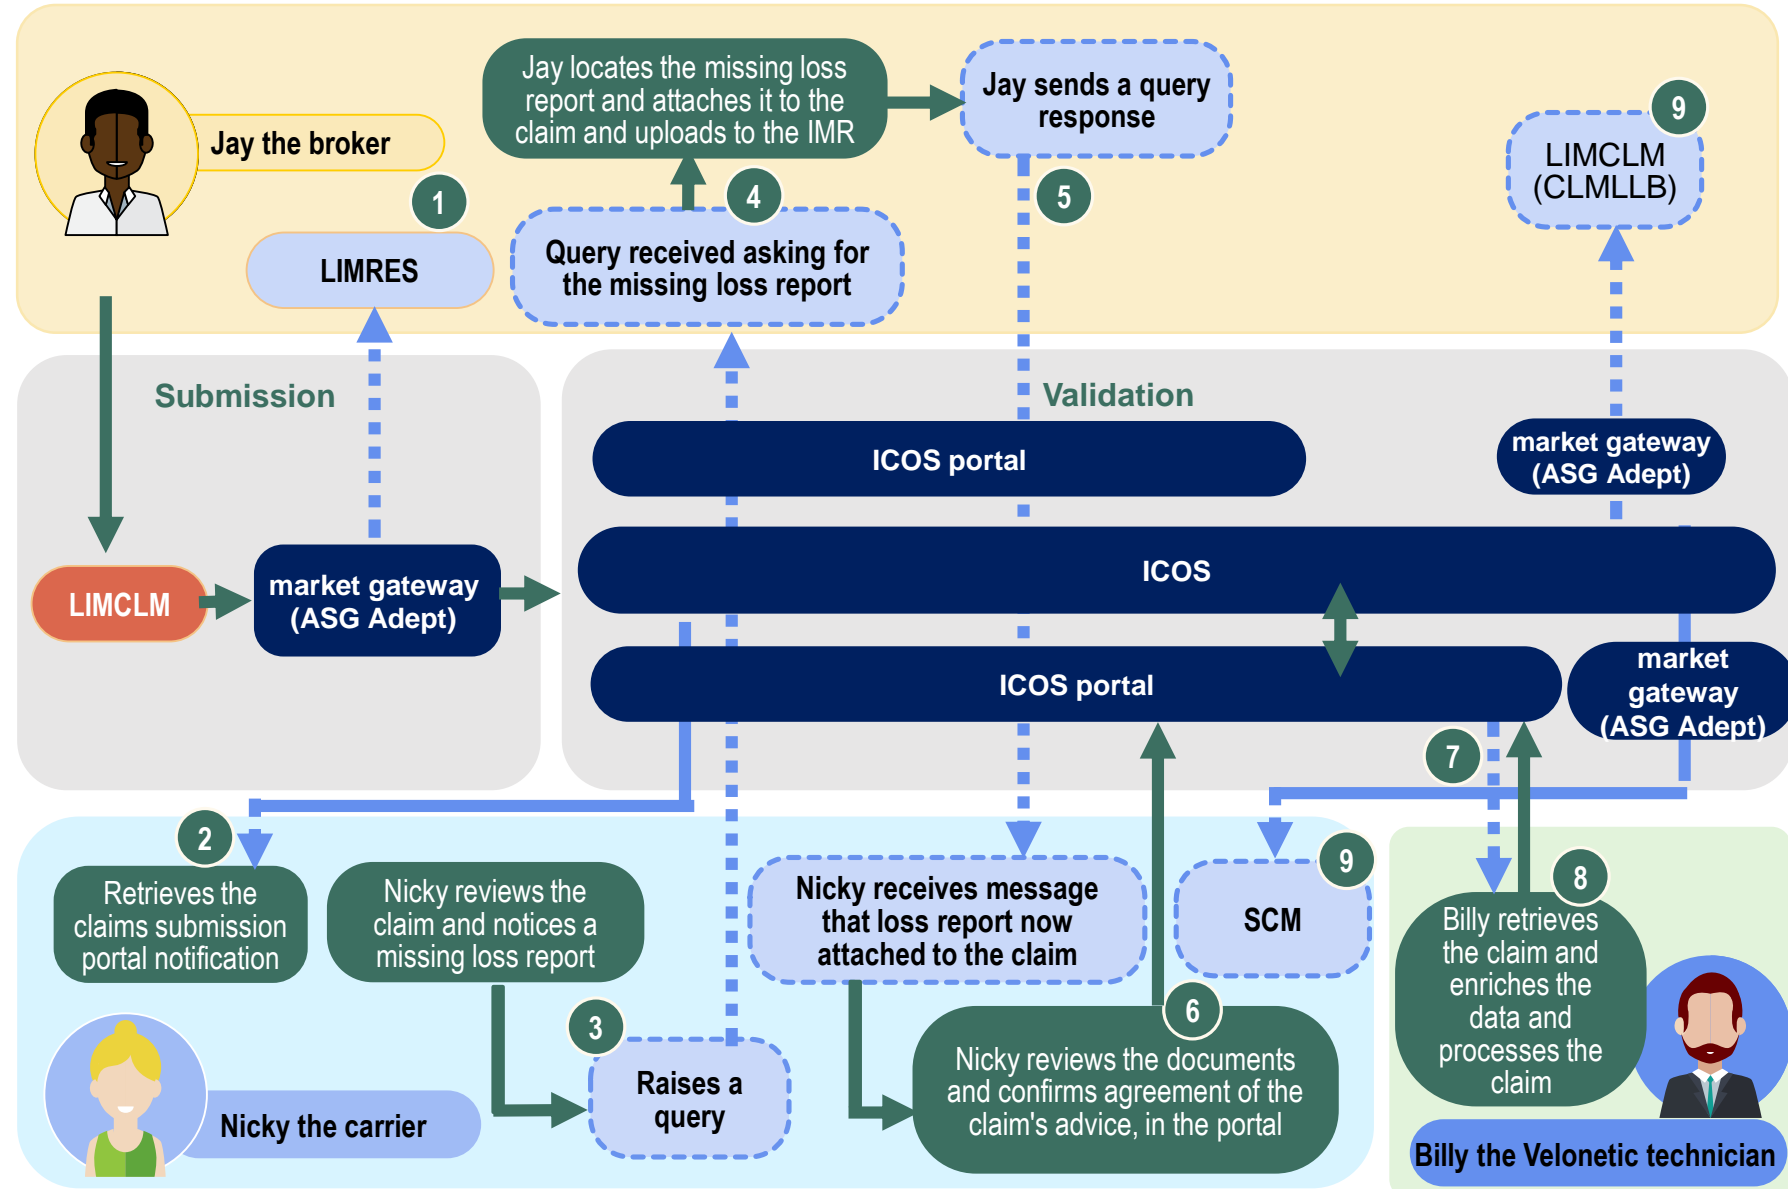 Jay the broker
1
LIMRES
Jay locates the missing loss
report and attaches it to the
claim and uploads to the IMR
Jay sends a query
response
4
Query received asking for
the missing loss report
5
9
LIMCLM
(CLMLLB)
Submission
LIMCLM
market gateway
(ASG Adept)
Validation
ICOS portal
market gateway
(ASG Adept)
ICOS
ICOS portal
market
gateway
(ASG Adept)
7
2
Retrieves the
claims submission
portal notification
Nicky reviews the
claim and notices a
missing loss report
3
Raises a
query
Nicky the carrier
Nicky receives message
that loss report now
attached to the claim
6
Nicky reviews the documents
and confirms agreement of the
claim's advice, in the portal
9
SCM
8
Billy retrieves
the claim and
enriches the
data and
processes the
claim
Billy the Velonetic technician